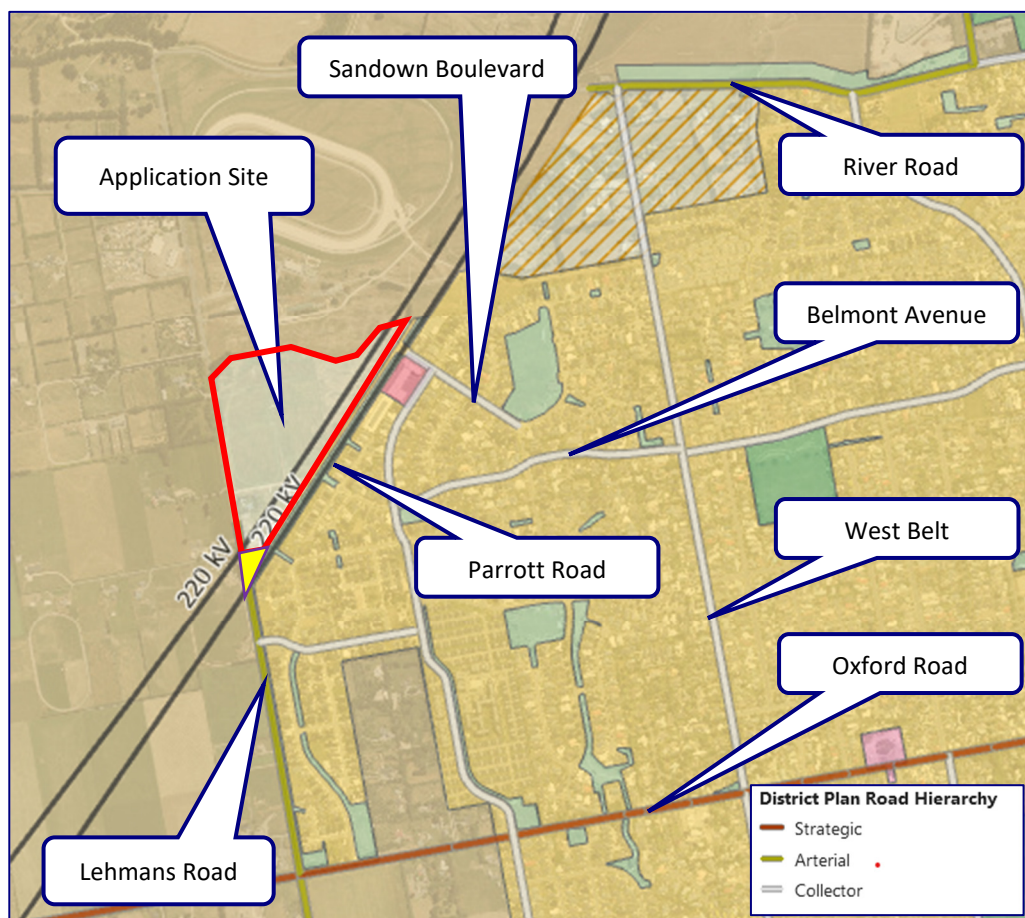 Sandown Boulevard
Application Site
River Road
Belmont Avenue
220 kV
220 kV
West Belt
Parrott Road
Oxford Road
Lehmans Road
District Plan Road Hierarchy
Strategic
Arterial
Collector